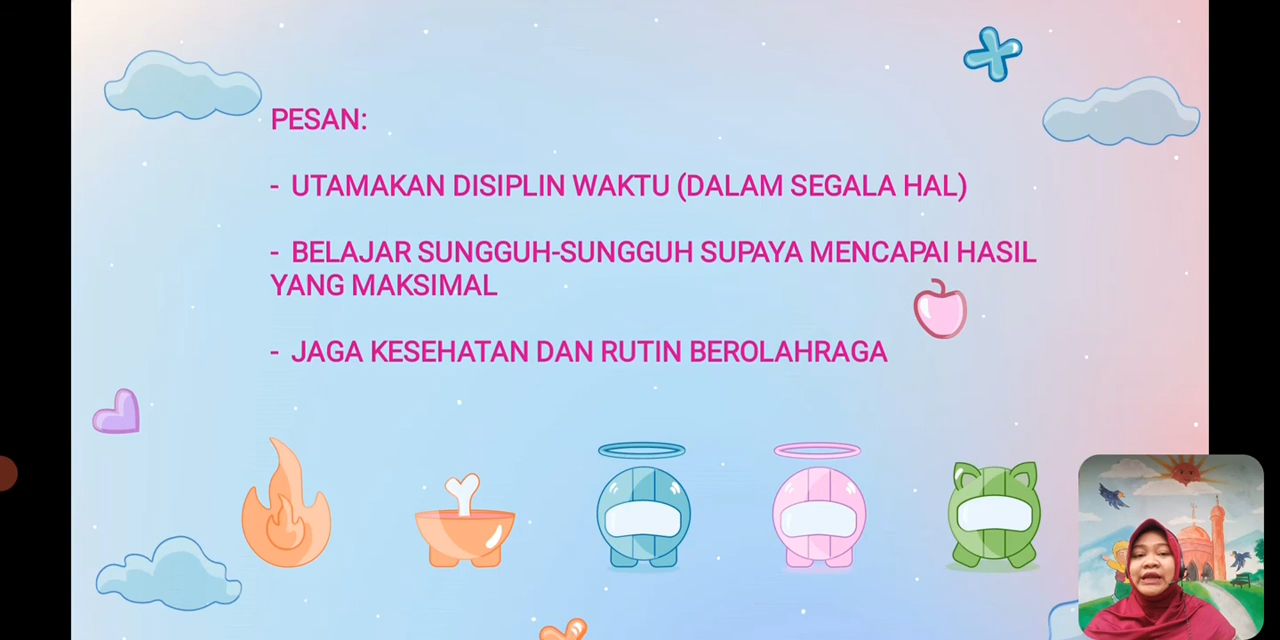 PESAN:
- UTAMAKAN DISIPLIN WAKTU (DALAM SEGALA HAL)
- BELAJAR SUNGGUH-SUNGGUH SUPAYA MENCAPAI HASIL
YANG MAKSIMAL
- JAGA KESEHATAN DAN RUTIN BEROLAHRAGA